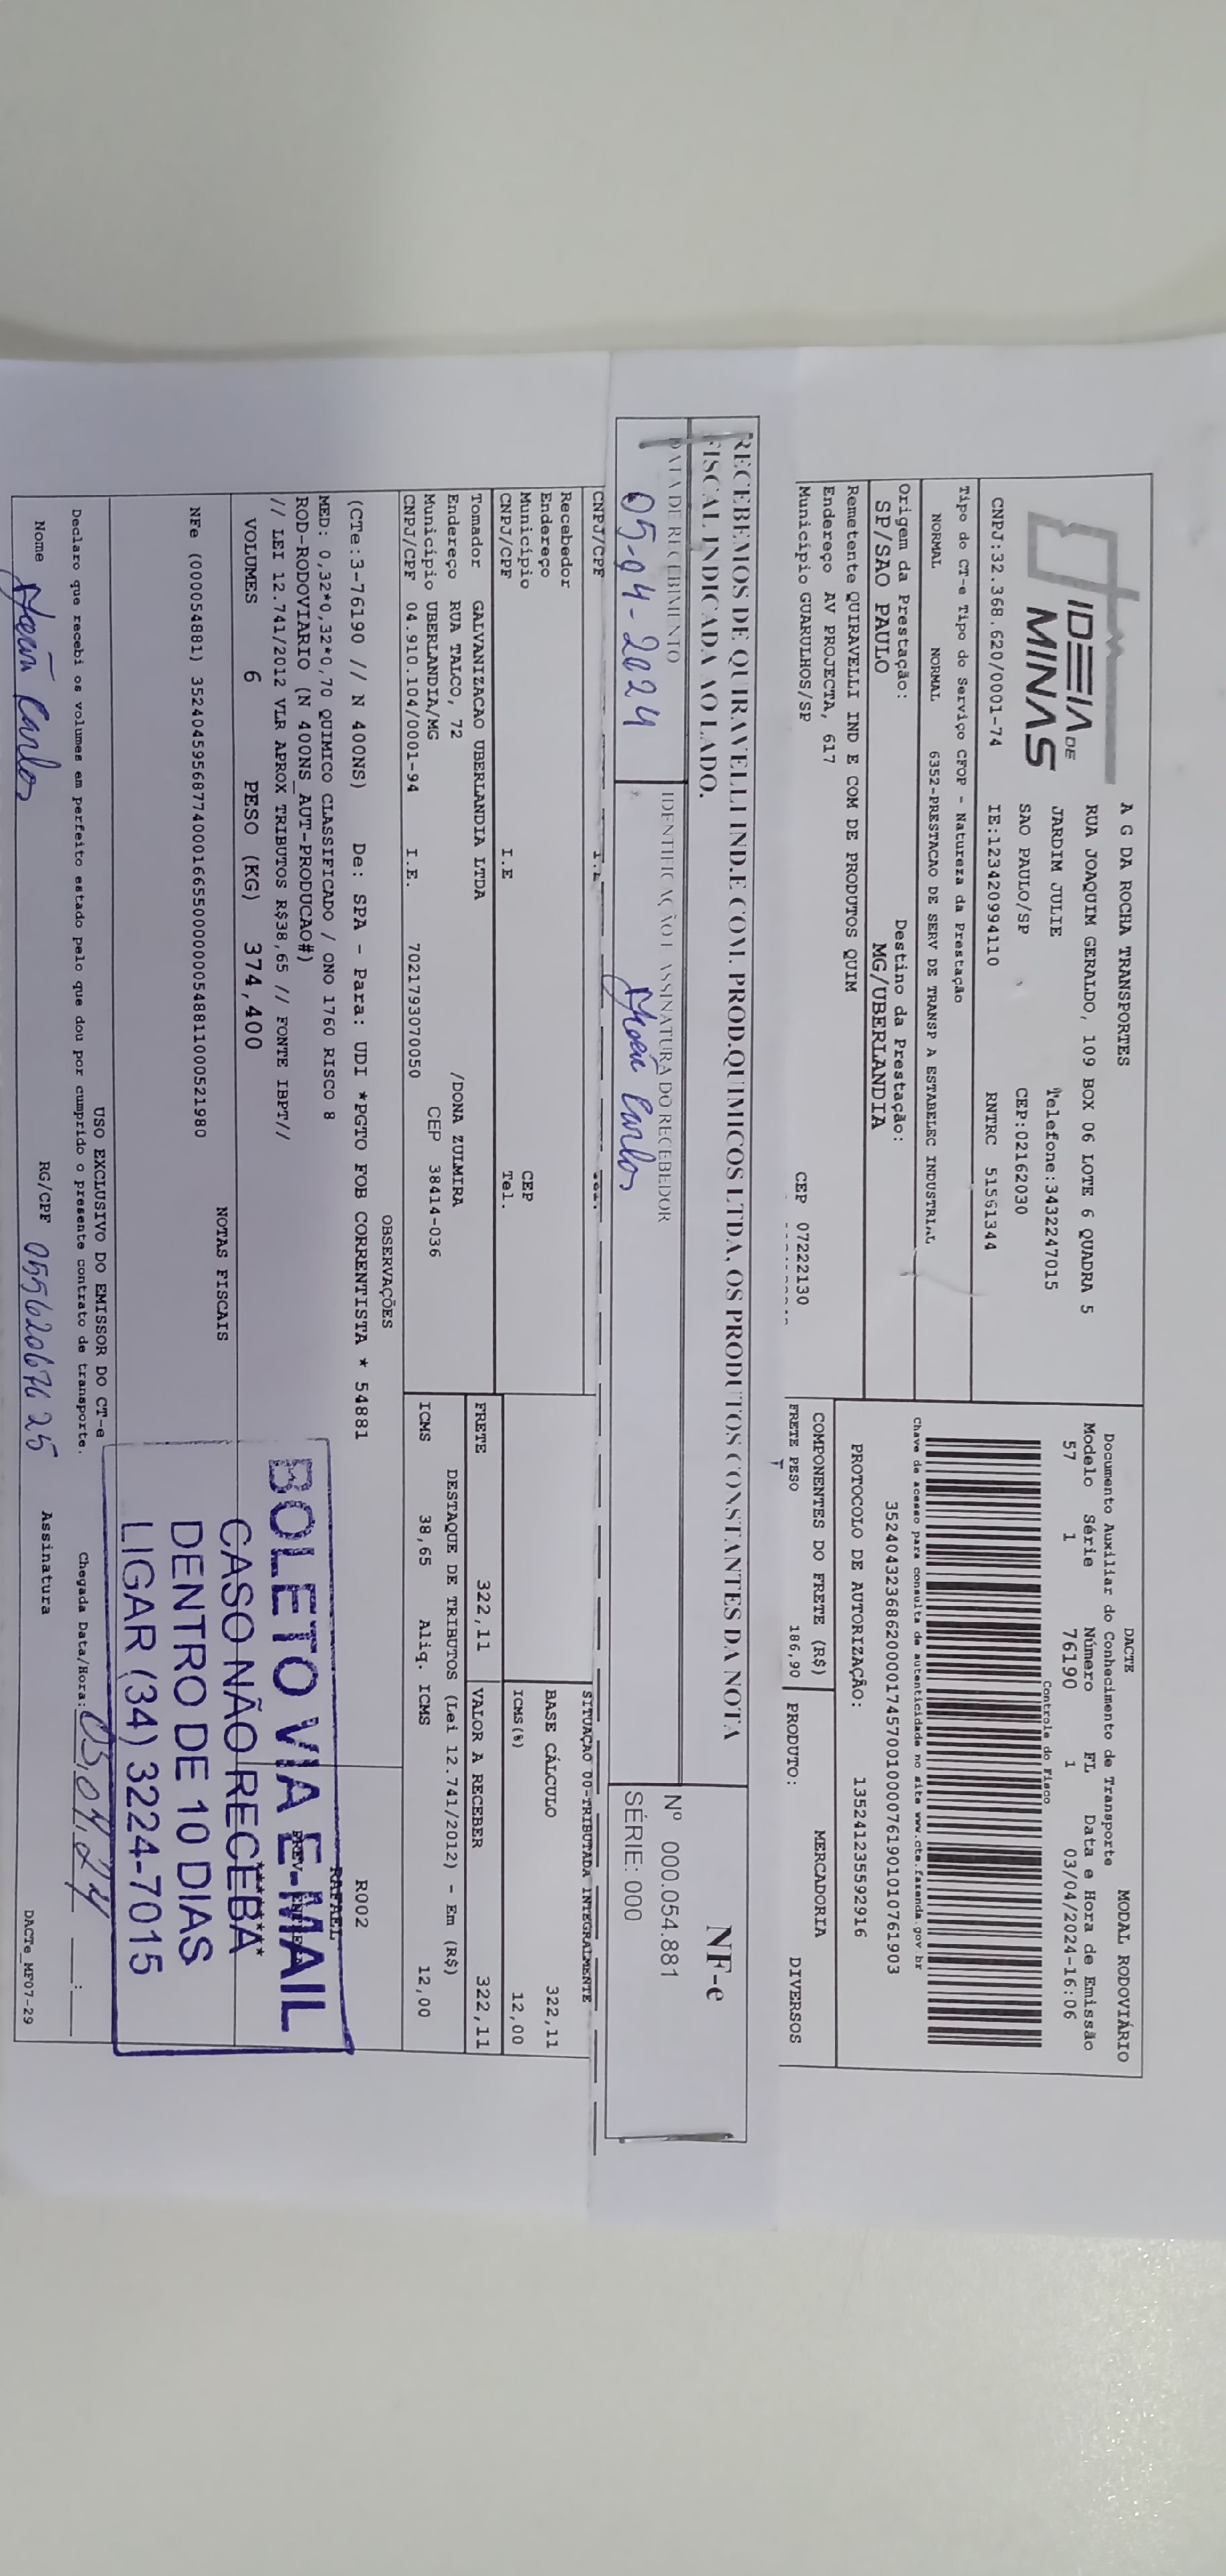 IDEIA DE
MINAS
A G DA ROCHA TRANSPORTES
RUA JOAQUIM GERALDO, 109 BOX 06 LOTE 6 QUADRA 5
JARDIM JULIE Telefone:3432247015
SAO PAULO/SP CEP:02162030
CNPJ:32.368.620/0001-74 IE:123420994110 RNTRC 51561344
Tipo do CT-e Tipo do Serviço CFOP - Natureza da Prestação
NORMAL NORMAL 6352-PRESTACAO DE SERV DE TRANSP A ESTABELEC INDUSTRIAL
Origem da Prestação: Destino da Prestação:
SP/SAO PAULO MG/UBERLANDIA
Remetente QUIRAVELLI IND E COM DE PRODUTOS QUIM
Endereço AV PROJECTA, 617
Município GUARULHOS/SP CEP 07222130
DACTE MODAL RODOVIÁRIO
Documento Auxiliar do Conhecimento de Transporte
Modelo Série Número FL Data e Hora de Emissão
57 1 76190 1 03/04/2024-16:06
Controle do Fisco
Chave de acesso para consulta de autenticidade no site www.cte.fazenda.gov.br
35240432368620000174570010000761901010761903
PROTOCOLO DE AUTORIZAÇÃO: 135241235592916
COMPONENTES DO FRETE (R$) MERCADORIA
FRETE PESO 186,90 PRODUTO: DIVERSOS
RECEBEMOS DE QUIRAVELLI IND.E COM. PROD.QUIMICOS LTDA, OS PRODUTOS CONSTANTES DA NOTA
FISCAL INDICADA AO LADO.
NF-e
DATA DE RECEBIMENTO IDENTIFICAÇÃO E ASSINATURA DO RECEBEDOR
05-04-2024 Carlos
Nº 000.054.881
SÉRIE: 000
CNPJ/CPF
Recebedor
Endereço
Município CEP
CNPJ/CPF I.E Tel.
SITUAÇÃO 00-TRIBUTADA INTEGRALMENTE
BASE CÁLCULO 322,11
ICMS(%) 12,00
Tomador GALVANIZACAO UBERLANDIA LTDA
Endereço RUA TALCO, 72 /DONA ZULMIRA
Município UBERLANDIA/MG CEP 38414-036
CNPJ/CPF 04.910.104/0001-94 I.E. 7021793070050
FRETE 322,11 VALOR A RECEBER 322,11
DESTAQUE DE TRIBUTOS (Lei 12.741/2012) - Em (R$)
ICMS 38,65 Aliq. ICMS 12,00
OBSERVAÇÕES
(CTe:3-76190 // N 400NS) De: SPA - Para: UDI *PGTO FOB CORRENTISTA * 54881
R002
MED: 0,32*0,32*0,70 QUIMICO CLASSIFICADO / ONO 1760 RISCO 8
RAFAEL
ROD-RODOVIARIO (N 400NS_AUT-PRODUCAO#)
// LEI 12.741/2012 VLR APROX TRIBUTOS R$38,65 // FONTE IBPT//
VOLUMES 6 PESO (KG) 374,400
NOTAS FISCAIS
NFe (000054881) 35240459568774000166550000000548811000521980
BOLETO VIA E-MAIL
CASO NÃO RECEBA
DENTRO DE 10 DIAS
LIGAR (34) 3224-7015
USO EXCLUSIVO DO EMISSOR DO CT-e
Declaro que recebi os volumes em perfeito estado pelo que dou por cumprido o presente contrato de transporte. Chegada Data/Hora:
Nome Carlos RG/CPF Assinatura
DACTe_MF07-29